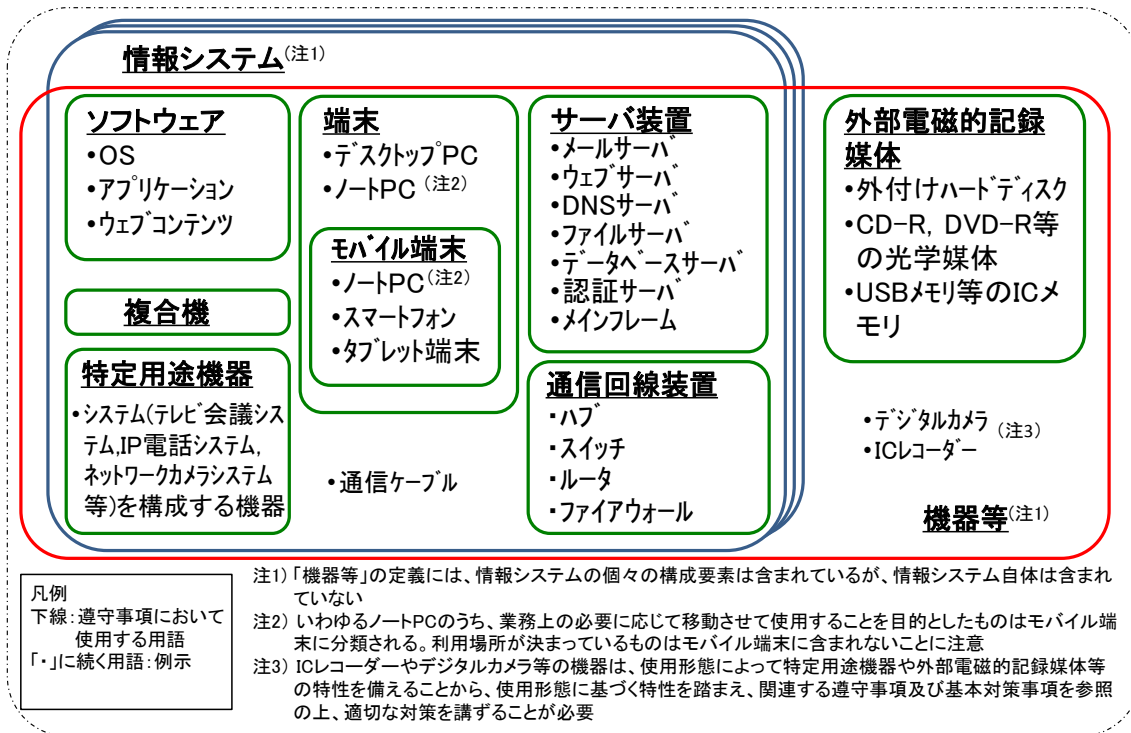 情報システム(注1)
ソフトウェア
•OS
•アプリケーション
•ウェブコンテンツ
複合機
特定用途機器
•システム(テレビ会議シス
テム,IP電話システム,
ネットワークカメラシステム
等)を構成する機器
端末
•デスクトップPC
•ノートPC(注2)
モバイル端末
•ノートPC(注2)
•スマートフォン
•タブレット端末
•通信ケーブル
サーバ装置
•メールサーバ
•ウェブサーバ
•DNSサーバ
•ファイルサーバ
•データベースサーバ
•認証サーバ
•メインフレーム
通信回線装置
・ハブ
・スイッチ
・ルータ
・ファイアウォール
外部電磁的記録
媒体
•外付けハードディスク
•CD-R, DVD-R等
の光学媒体
•USBメモリ等のICメ
モリ
•デジタルカメラ
•ICレコーダー
(注3)
機器等(注1)
凡例
下線:遵守事項において
使用する用語
「・」に続く用語:例示
注1)「機器等」の定義には、情報システムの個々の構成要素は含まれているが、情報システム自体は含まれ
ていない
注2) いわゆるノートPCのうち、業務上の必要に応じて移動させて使用することを目的としたものはモバイル端
末に分類される。利用場所が決まっているものはモバイル端末に含まれないことに注意
注3) ICレコーダーやデジタルカメラ等の機器は、使用形態によって特定用途機器や外部電磁的記録媒体等
の特性を備えることから、使用形態に基づく特性を踏まえ、関連する遵守事項及び基本対策事項を参照
の上、適切な対策を講ずることが必要